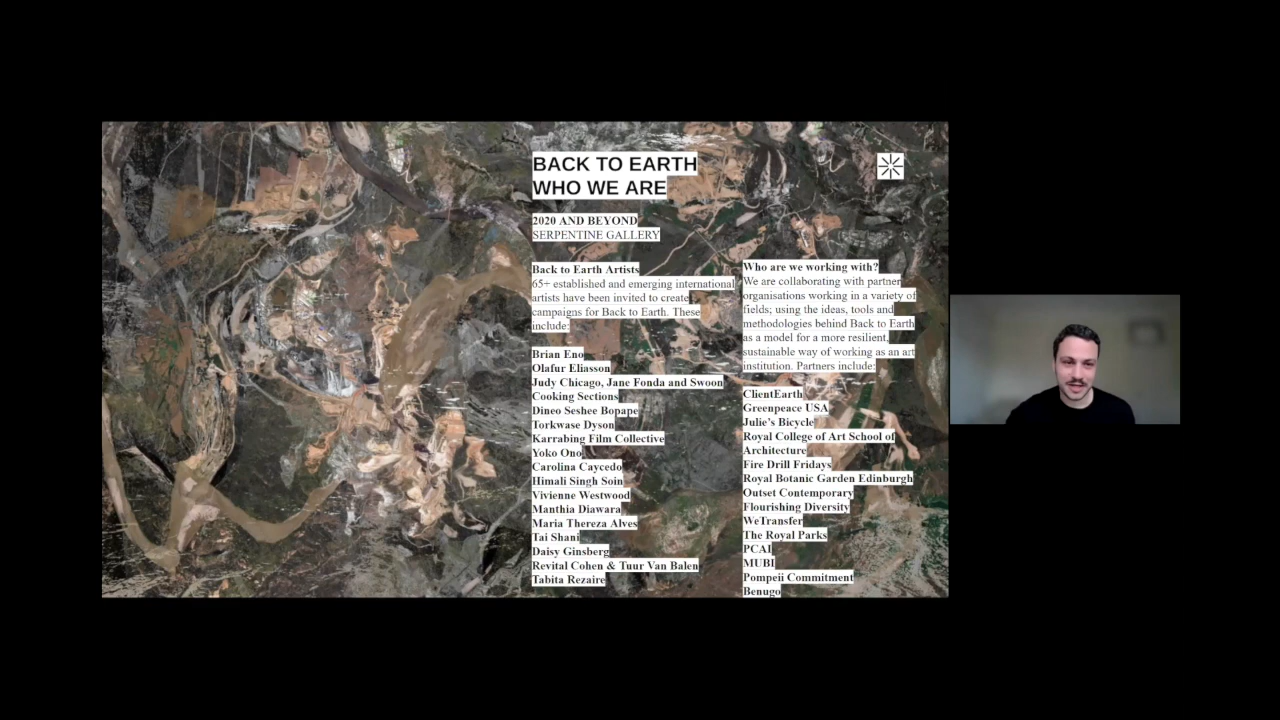 BACK TO EARTH
WHO WE ARE
2020 AND BEYOND
SERPENTINE GALLERY
Back to Earth Artists
65+ established and emerging international
artists have been invited to create
campaigns for Back to Earth. These
include:
Brian Eno
Olafur Eliasson
Judy Chicago, Jane Fonda and Swoon
Cooking Sections
Dineo Seshee Bopape
Torkwase Dyson
Karrabing Film Collective
Yoko Ono
Carolina Caycedo
Himali Singh Soin
Vivienne Westwood
Manthia Diawara
Maria Thereza Alves
Tai Shani
Daisy Ginsberg
Revital Cohen & Tuur Van Balen
Tabita Rezaire
Who are we working with?
We are collaborating with partner
organisations working in a variety of
fields; using the ideas, tools and
methodologies behind Back to Earth
as a model for a more resilient,
sustainable way of working as an art
institution. Partners include:
ClientEarth
Greenpeace USA
Julie's Bicycle
Royal College of Art School of
Architecture
Fire Drill Fridays
Royal Botanic Garden Edinburgh
Outset Contemporary
Flourishing Diversity
WeTransfer
The Royal Parks
PCAI
MUBI
Pompeii Commitment
Benugo